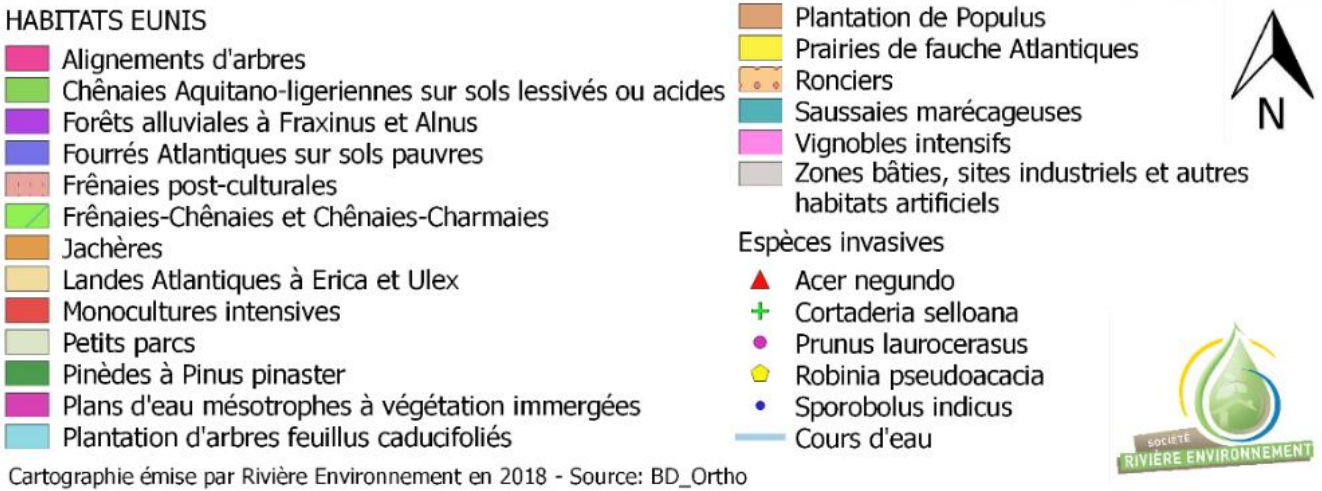 HABITATS EUNIS
Alignements d'arbres
Chênaies Aquitano-ligeriennes sur sols lessivés ou acides
Forêts alluviales à Fraxinus et Alnus
Fourrés Atlantiques sur sols pauvres
Frênaies post-culturales
Frênaies-Chênaies et Chênaies-Charmaies
Jachères
Landes Atlantiques à Erica et Ulex
Monocultures intensives
Petits parcs
Pinèdes à Pinus pinaster
Plans d'eau mésotrophes à végétation immergées
Plantation d'arbres feuillus caducifoliés
Plantation de Populus
Prairies de fauche Atlantiques
Ronciers
Saussaies marécageuses
Vignobles intensifs
Zones bâties, sites industriels et autres
habitats artificiels
Espèces invasives
Acer negundo
Cortaderia selloana
Prunus laurocerasus
Robinia pseudoacacia
Sporobolus indicus
Cours d'eau
N
SOCIÉTÉ
RIVIÈRE ENVIRONNEMENT
Cartographie émise par Rivière Environnement en 2018 - Source: BD_Ortho